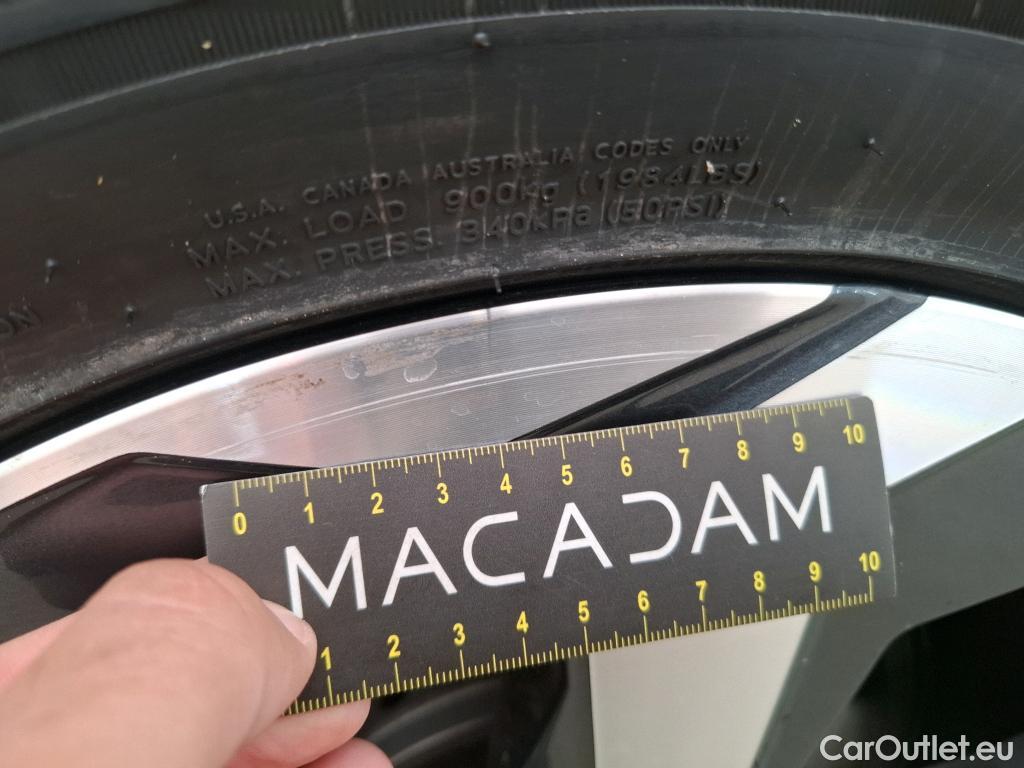 U.S.A. CANADA AUSTRALIA CODES ONLY
MAX. LOAD 900kg (1984LBS)
MAX. PRESS. 340kPa (50PSI)
ON
0 1 2 3 4 5 6 7 8 9 10
MACADAM
1 2 3 4 5 6 7 8 9 10
CarOutlet.eu